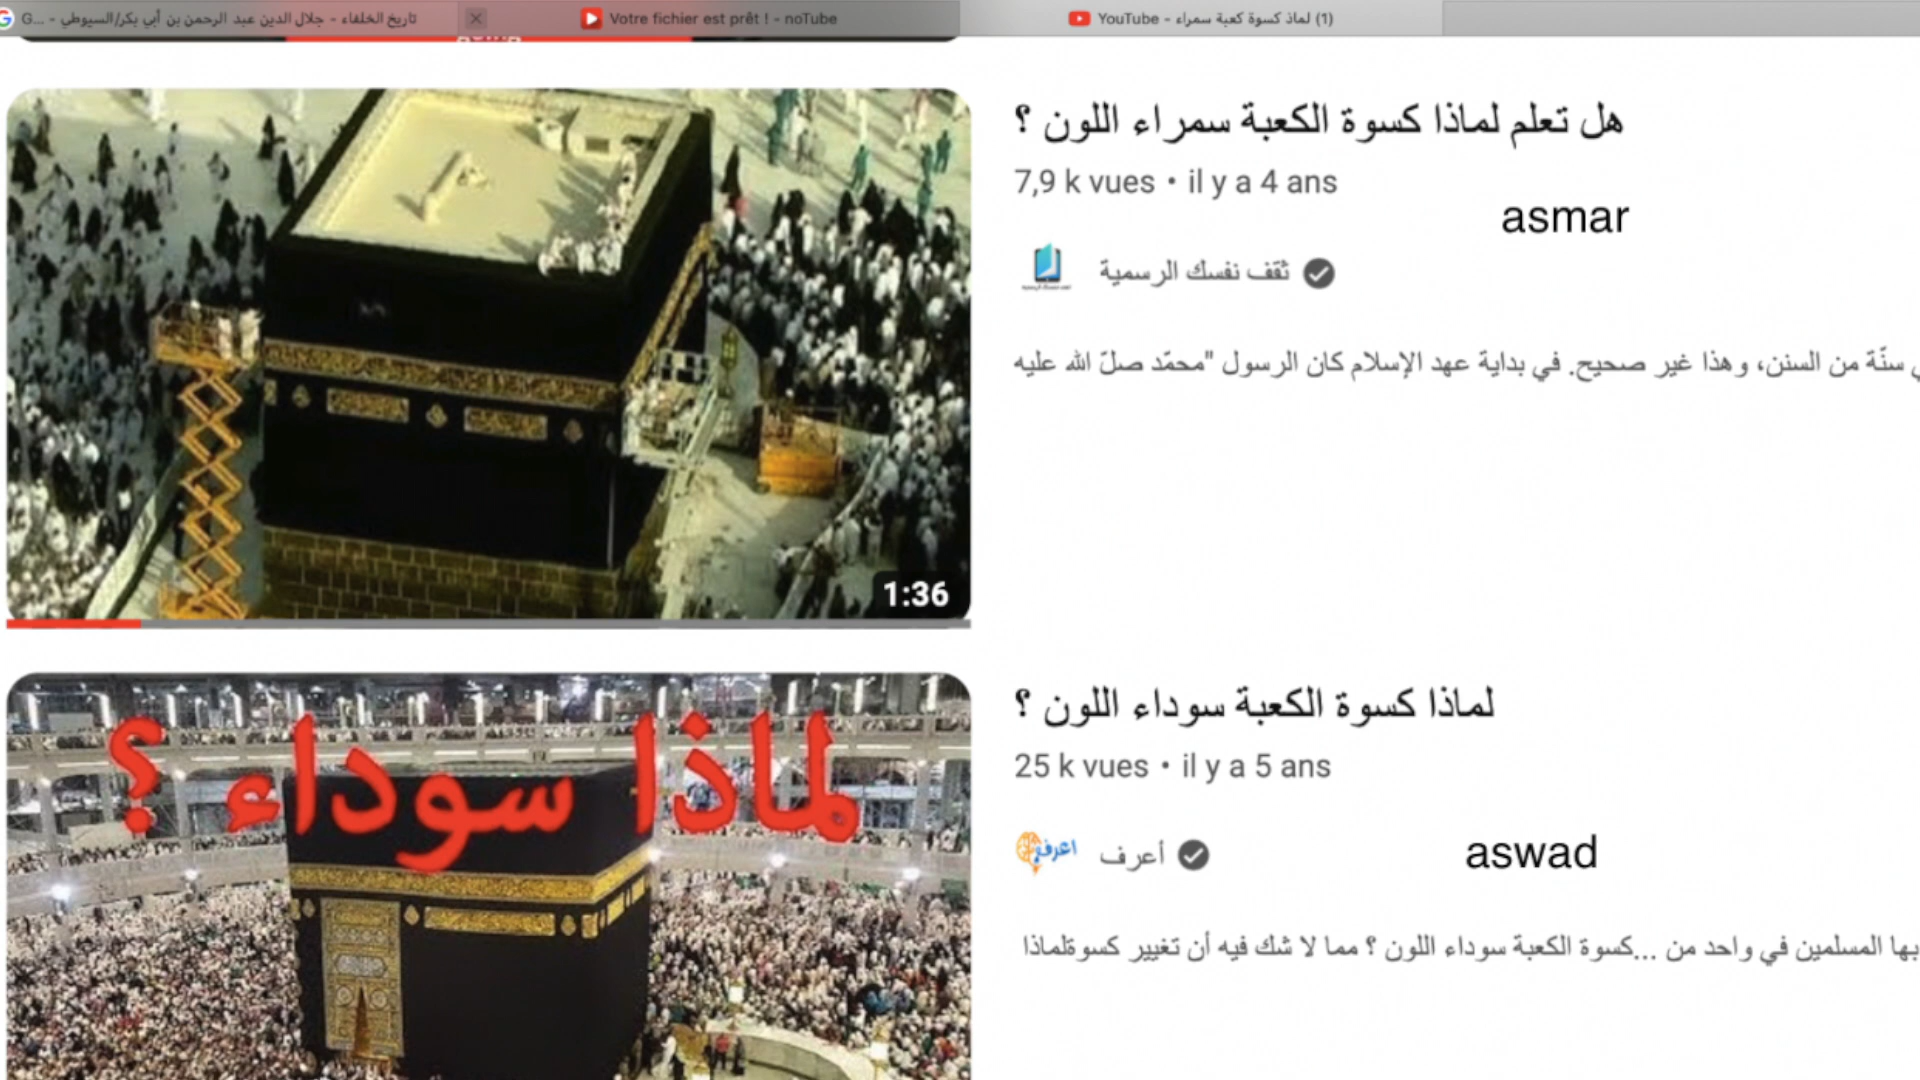 تاريخ الخلفاء - جلال الدين عبد الرحمن بن أبي بكر/السيوطي - G...
Votre fichier est prêt ! - noTube
(1) لماذ كسوة كعبة سمراء - YouTube
هل تعلم لماذا كسوة الكعبة سمراء اللون ؟
7,9 k vues • il y a 4 ans
asmar
ثقف نفسك الرسمية
سنّة من السنن، وهذا غير صحيح. في بداية عهد الإسلام كان الرسول "محمّد صلّ الله عليه
1:36
لماذا سوداء ؟
لماذا كسوة الكعبة سوداء اللون ؟
25 k vues • il y a 5 ans
aswad
اعرف
أعرف
بها المسلمين في واحد من ...كسوة الكعبة سوداء اللون ؟ مما لا شك فيه أن تغيير كسوةلماذا